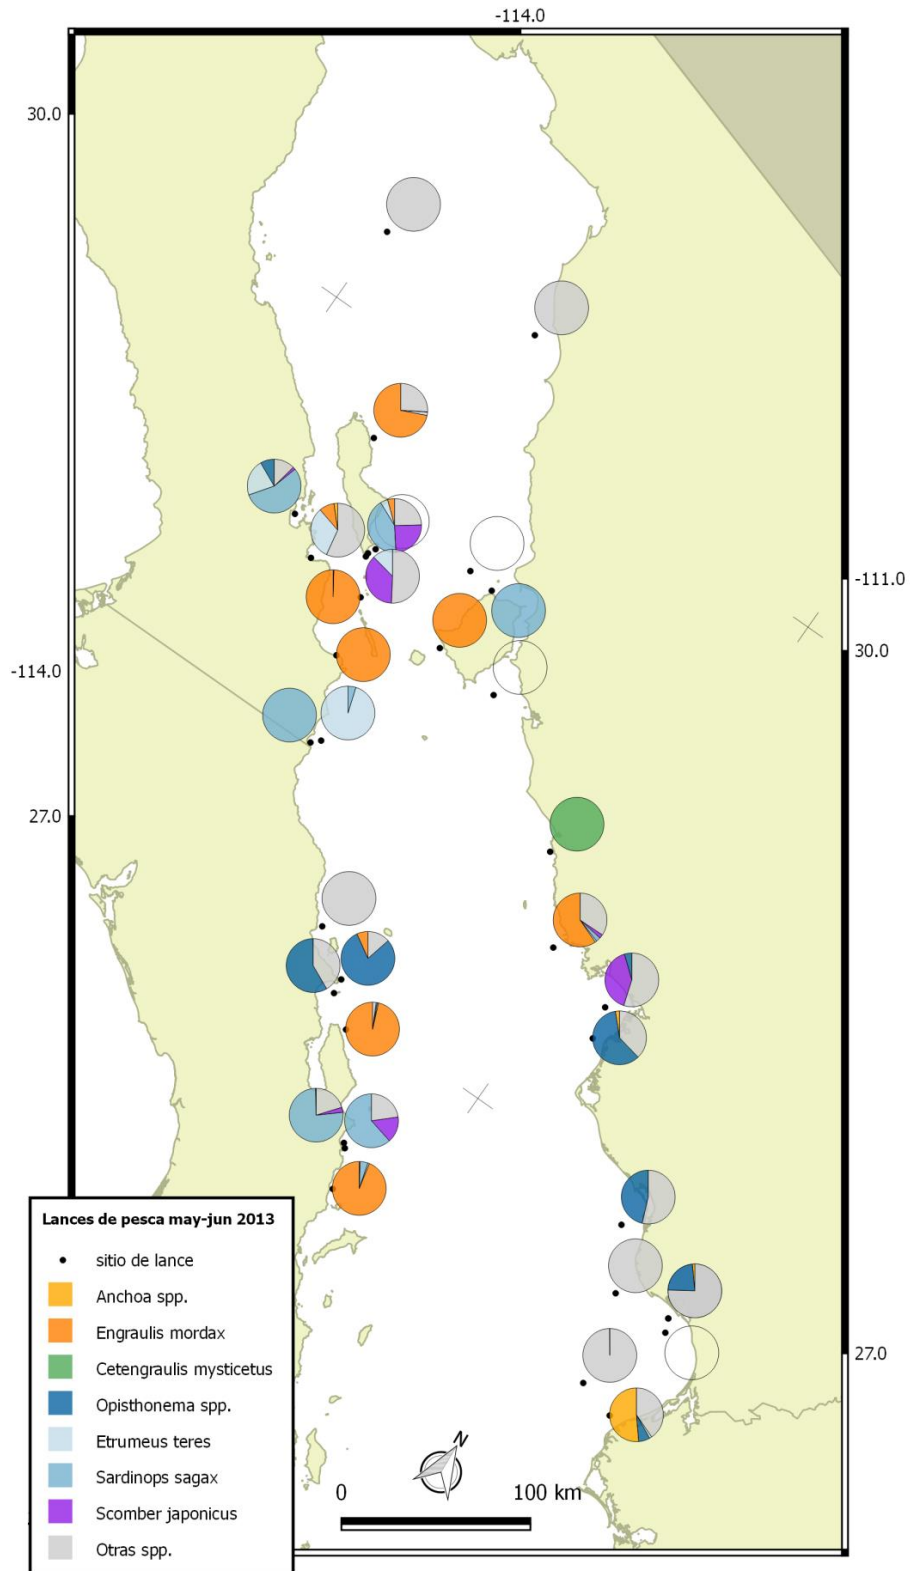 -114.0
30.0
-111.0
30.0
-114.0
27.0
27.0
Lances de pesca may-jun 2013
sitio de lance
Anchoa spp.
Engraulis mordax
Cetengraulis mysticetus
Opisthonema spp.
Etrumeus teres
Sardinops sagax
Scomber japonicus
Otras spp.
N
0 100 km